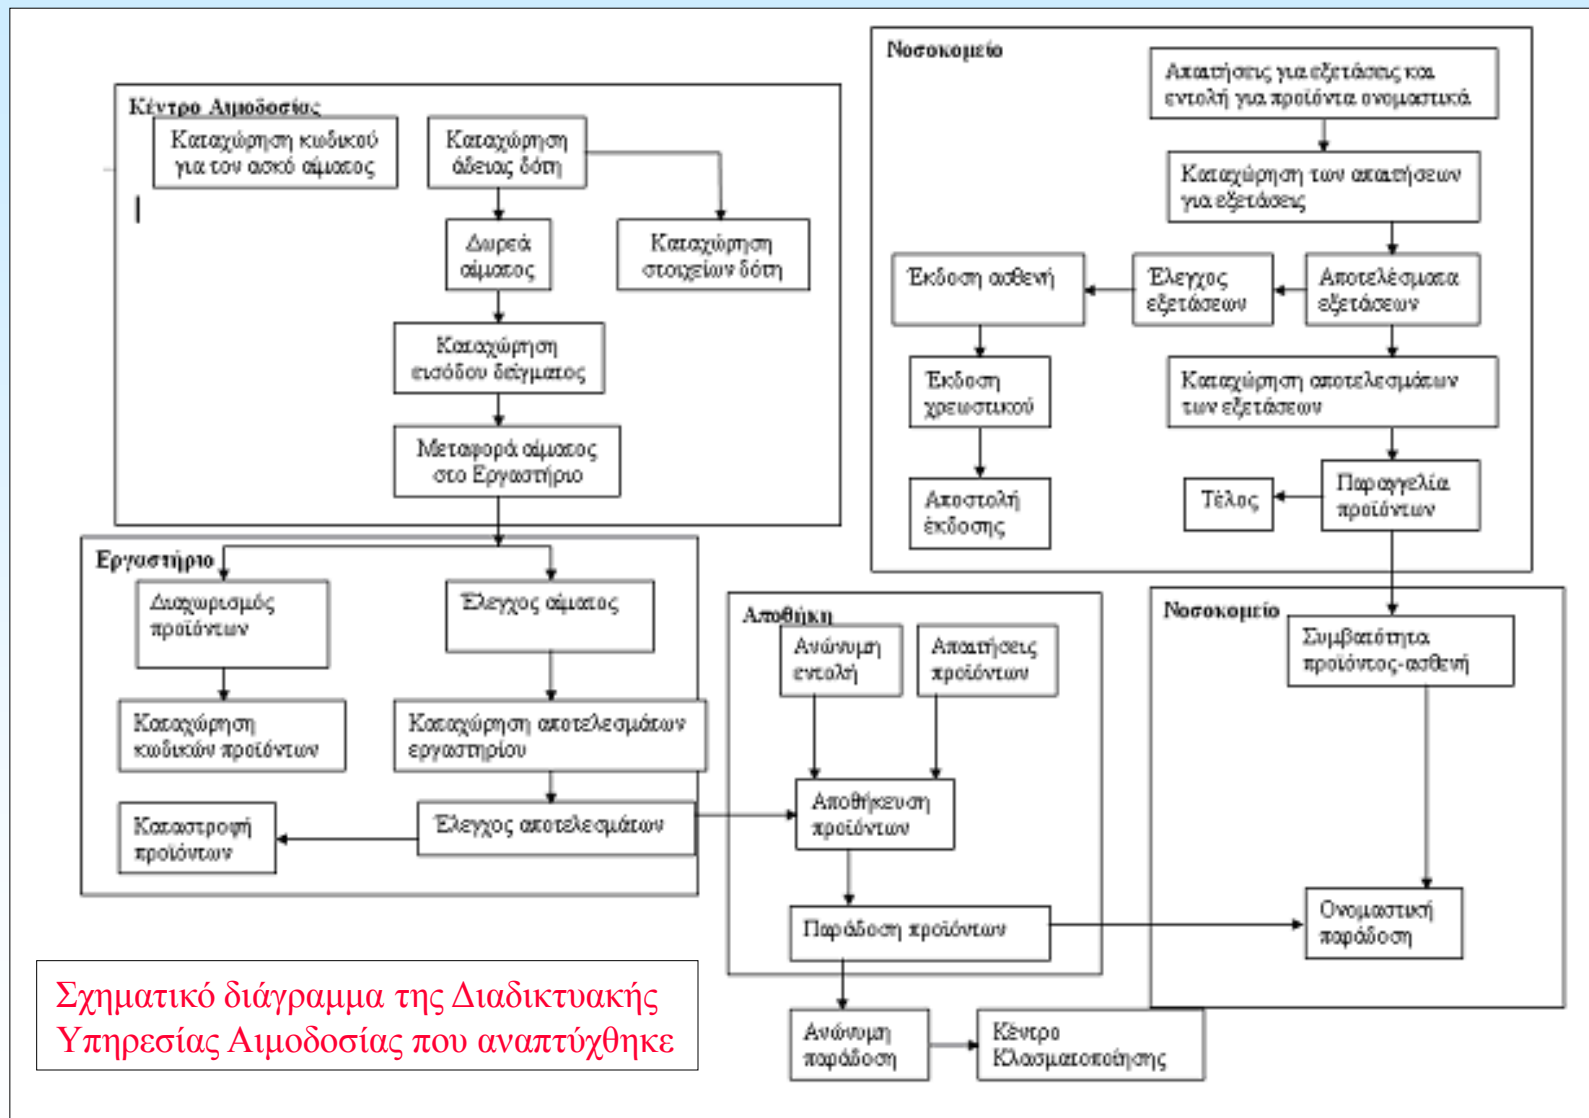 Κέντρο Αιμοδοσίας
Καταχώρηση κωδικού
για τον ασκό αίματος
Καταχώρηση
άδειας δότη
Δωρεά
αίματος
Καταχώρηση
στοιχείων δότη
Καταχώρηση
εισόδου δείγματος
Μεταφορά αίματος
στο Εργαστήριο
Νοσοκομείο
Απαιτήσεις για εξετάσεις και
εντολή για προϊόντα ονομαστικά
Καταχώρηση των απαιτήσεων
για εξετάσεις
Έκδοση ασθενή
Έλεγχος
εξετάσεων
Αποτελέσματα
εξετάσεων
Έκδοση
χρεωστικού
Καταχώρηση αποτελεσμάτων
των εξετάσεων
Αποστολή
έκδοσης
Τέλος
Παραγγελία
προϊόντων
Εργαστήριο
Διαχωρισμός
προϊόντων
Έλεγχος αίματος
Καταχώρηση
κωδικών προϊόντων
Καταχώρηση αποτελεσμάτων
εργαστηρίου
Καταστροφή
προϊόντων
Έλεγχος αποτελεσμάτων
Αποθήκη
Ανώνυμη
εντολή
Απαιτήσεις
προϊόντων
Αποθήκευση
προϊόντων
Παράδοση προϊόντων
Νοσοκομείο
Συμβατότητα
προϊόντος-ασθενή
Ονομαστική
παράδοση
Ανώνυμη
παράδοση
Κέντρο
Κλασματοποίησης
Σχηματικό διάγραμμα της Διαδικτυακής
Υπηρεσίας Αιμοδοσίας που αναπτύχθηκε